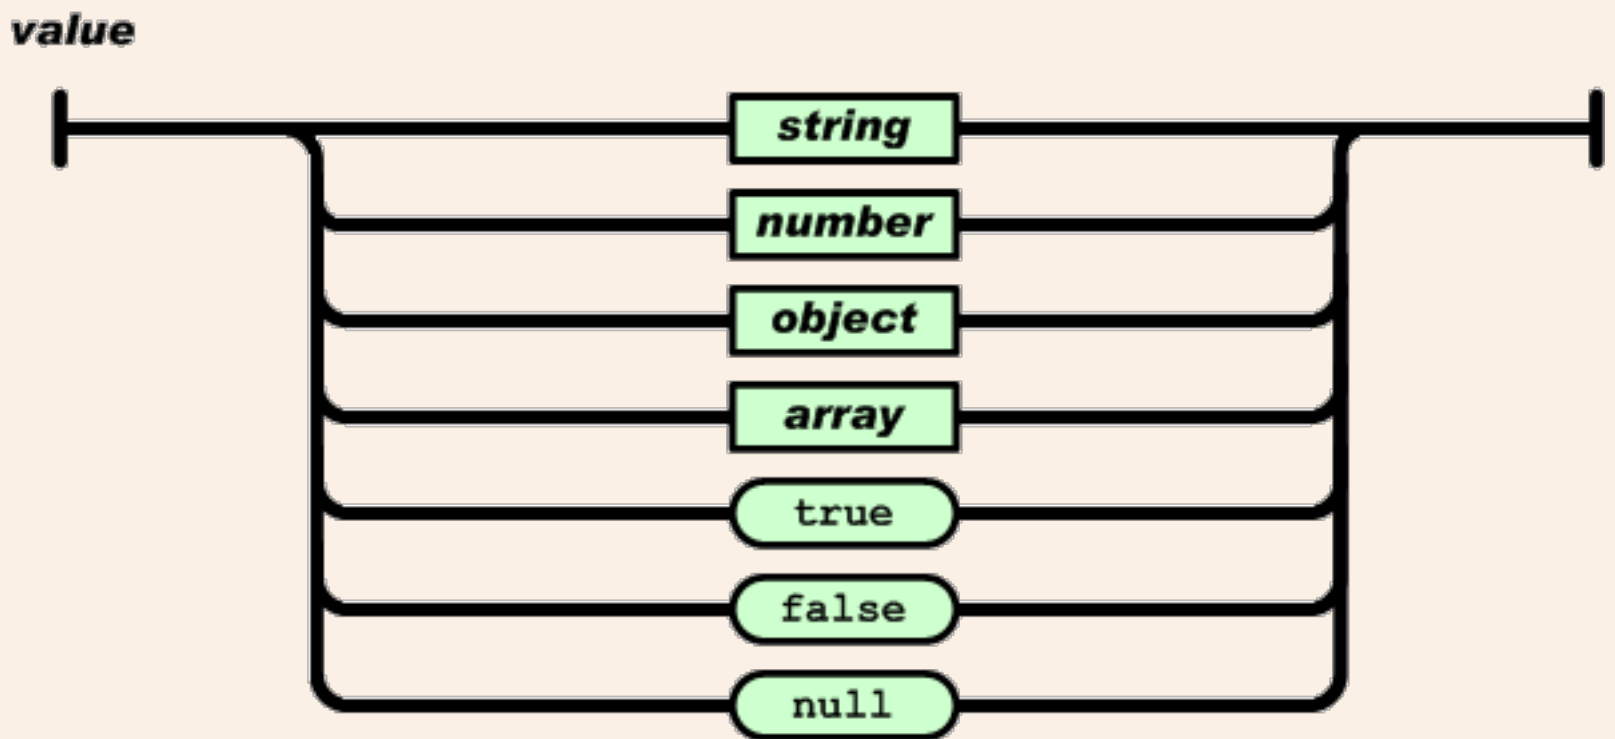 value
string
number
object
array
true
false
null